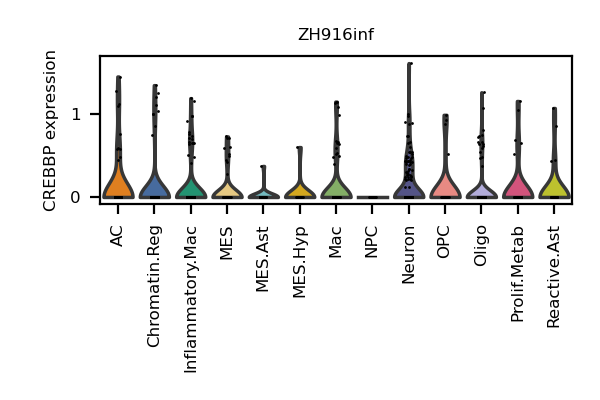 ZH916inf
CREBBP expression
1
0
AC
Chromatin.Reg
Inflammatory.Mac
MES
MES.Ast
MES.Hyp
Mac
NPC
Neuron
OPC
Oligo
Prolif.Metab
Reactive.Ast